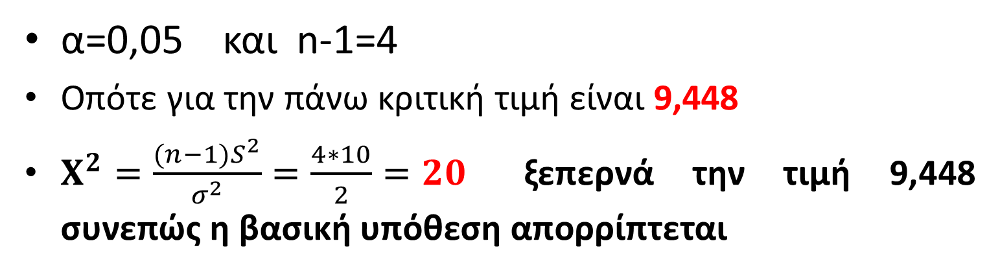 • α=0,05 και n-1=4
• Οπότε για την πάνω κριτική τιμή είναι 9,448
• Χ² = (n−1)S²/σ² = 4*10/2 = 20 ξεπερνά την τιμή 9,448
συνεπώς η βασική υπόθεση απορρίπτεται